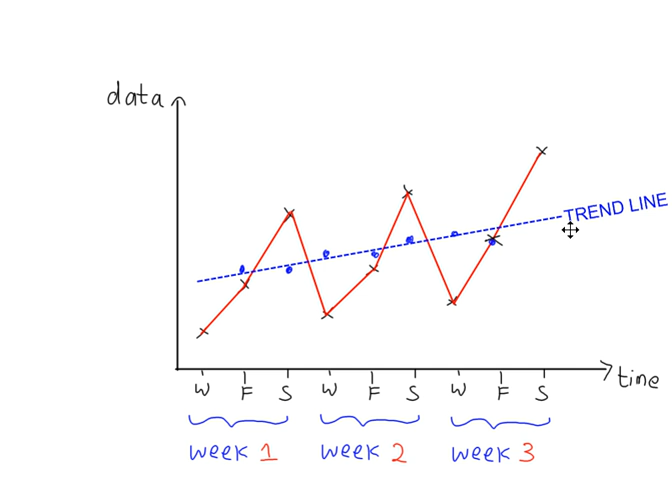 data
TREND LINE
time
W F S W F S W F S
week 1 week 2 week 3